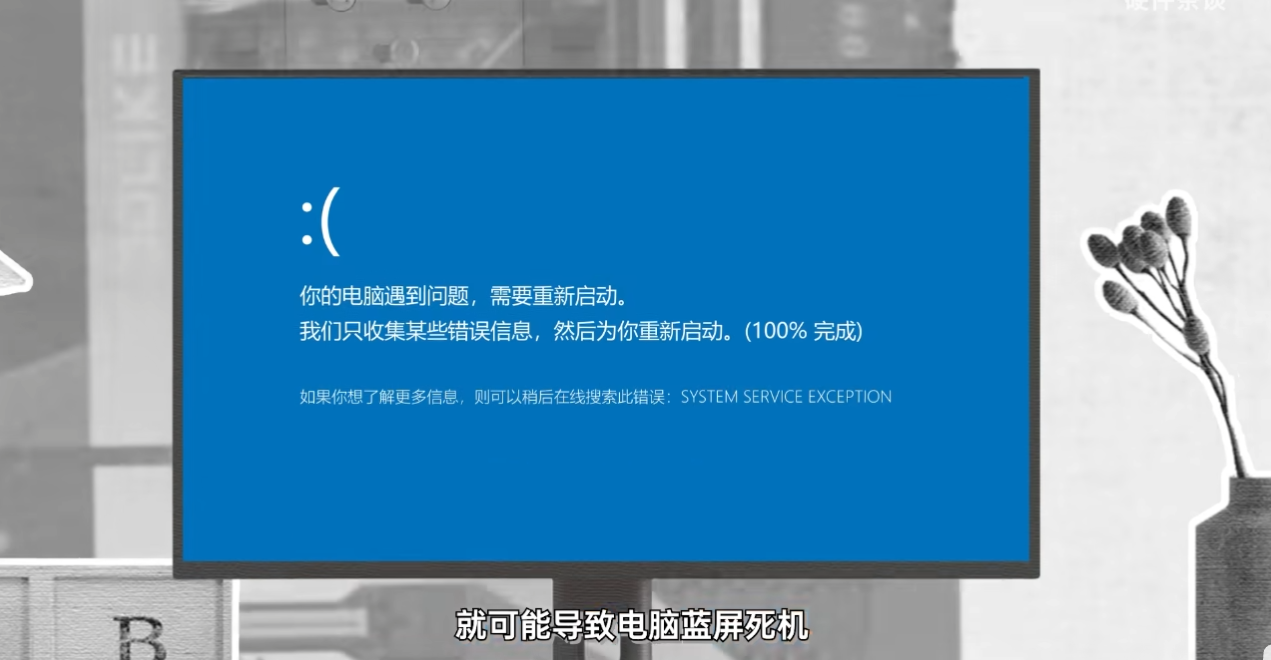 :(
你的电脑遇到问题，需要重新启动。
我们只收集某些错误信息，然后为你重新启动。(100% 完成)
如果你想了解更多信息，则可以稍后在线搜索此错误：SYSTEM SERVICE EXCEPTION
B
就可能导致电脑蓝屏死机